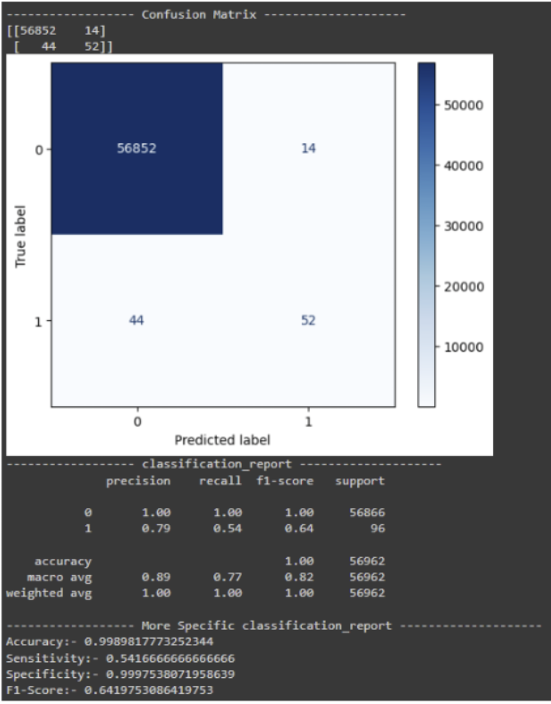 ------------------ Confusion Matrix --------------------
[[56852    14]
 [   44    52]]
50000
0
56852
14
40000
30000
True label
20000
1
44
52
10000
0
1
Predicted label
------------------ classification_report --------------------
              precision    recall  f1-score   support
           0       1.00      1.00      1.00     56866
           1       0.79      0.54      0.64        96
    accuracy                           1.00     56962
   macro avg       0.89      0.77      0.82     56962
weighted avg       1.00      1.00      1.00     56962
------------------ More Specific classification_report --------------------
Accuracy:- 0.9989817773252344
Sensitivity:- 0.5416666666666666
Specificity:- 0.9997538071958639
F1-Score:- 0.6419753086419753